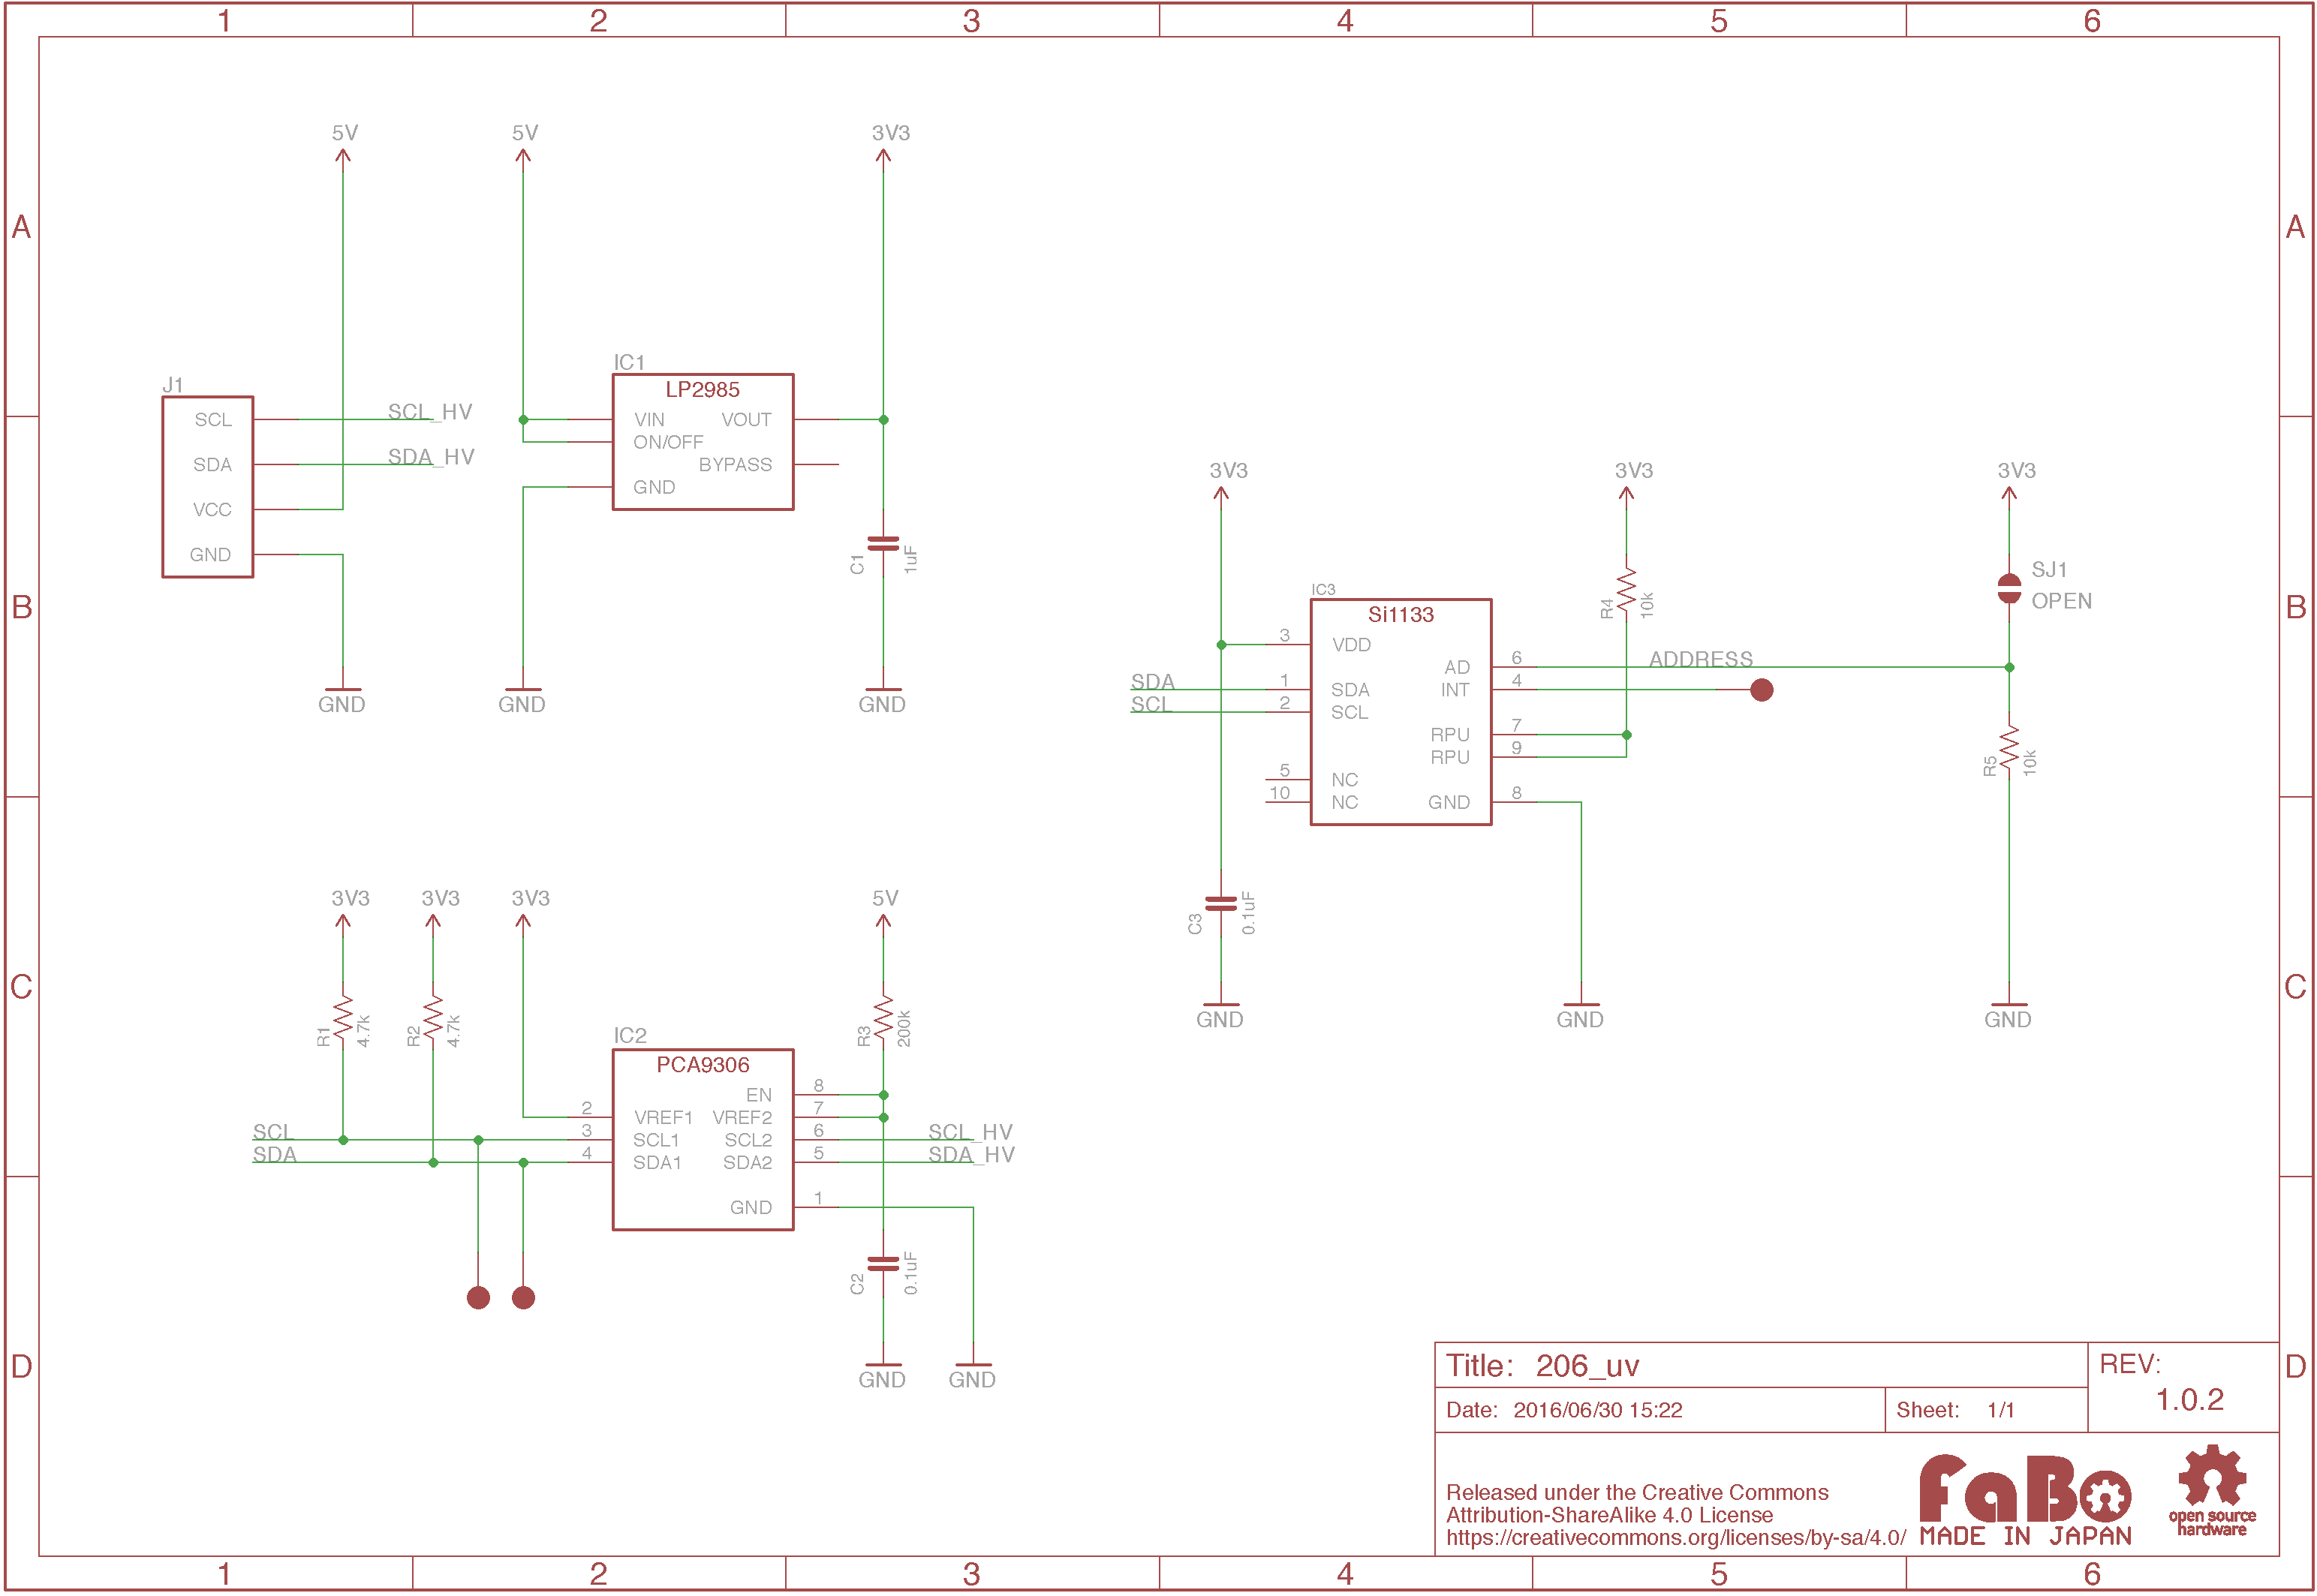 1 2 3 4 5 6
A A
B B
C C
D D
5V
5V
3V3
J1
SCL
SDA
VCC
GND
SCL_HV
SDA_HV
GND
IC1
LP2985
VIN VOUT
ON/OFF
BYPASS
GND
GND
C1
1uF
GND
3V3
3V3
3V3
IC3
Si1133
3 VDD
1 SDA
2 SCL
5 NC
10 NC
AD 6
INT 4
RPU 7
RPU 9
GND 8
SDA
SCL
R4
10k
ADDRESS
SJ1
OPEN
R5
10k
C3
0.1uF
GND
GND
GND
3V3
3V3
3V3
5V
R1
4.7k
R2
4.7k
R3
200k
IC2
PCA9306
EN 8
2 VREF1 VREF2 7
3 SCL1 SCL2 6
4 SDA1 SDA2 5
GND 1
SCL
SDA
SCL_HV
SDA_HV
C2
0.1uF
GND
GND
Title: 206_uv
REV:
1.0.2
Date: 2016/06/30 15:22
Sheet: 1/1
Released under the Creative Commons
Attribution-ShareAlike 4.0 License
https://creativecommons.org/licenses/by-sa/4.0/
FaBo
MADE IN JAPAN
open source
hardware
1 2 3 4 5 6